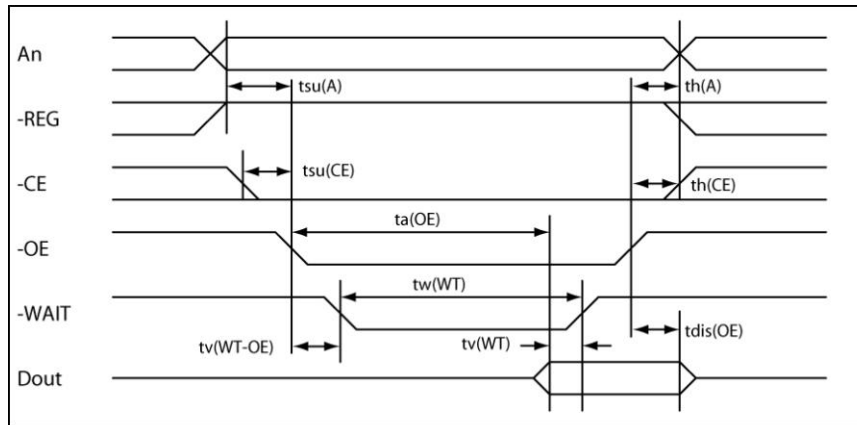 An
tsu(A)
th(A)
-REG
tsu(CE)
-CE
th(CE)
ta(OE)
-OE
tw(WT)
-WAIT
tv(WT-OE)
tv(WT)
tdis(OE)
Dout